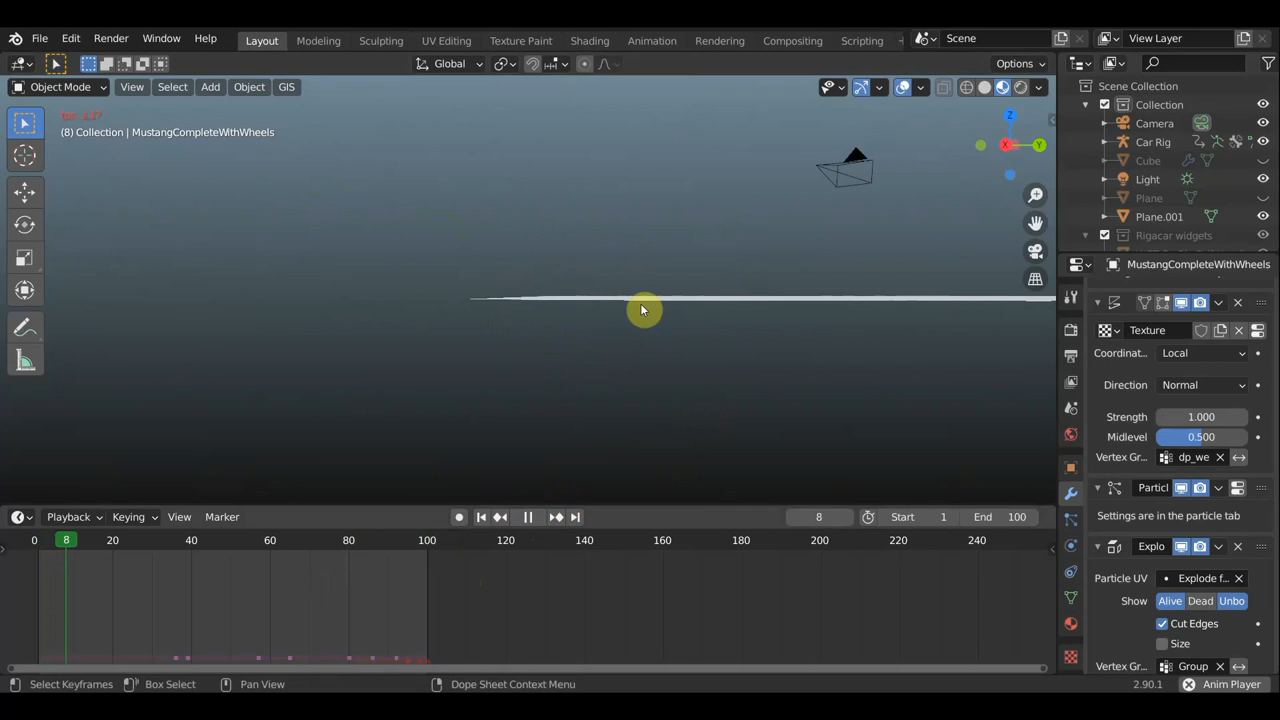 File Edit Render Window Help
Layout Modeling Sculpting UV Editing Texture Paint Shading Animation Rendering Compositing Scripting
Scene
View Layer
Global
Options
Object Mode View Select Add Object GIS
(8) Collection | MustangCompleteWithWheels
Z
X
Y
Scene Collection
Collection
Camera
Car Rig
Cube
Light
Plane
Plane.001
Rigacar widgets
MustangCompleteWithWheels
Texture
Coordinat... Local
Direction Normal
Strength 1.000
Midlevel 0.500
Vertex Gr... dp_we
Particl
Settings are in the particle tab
Explo
Particle UV Explode f...
Show Alive Dead Unbo
Cut Edges
Size
Vertex Gr... Group
Playback Keying View Marker
8
Start 1
End 100
0 8 20 40 60 80 100 120 140 160 180 200 220 240
Select Keyframes Box Select Pan View Dope Sheet Context Menu
2.90.1 Anim Player